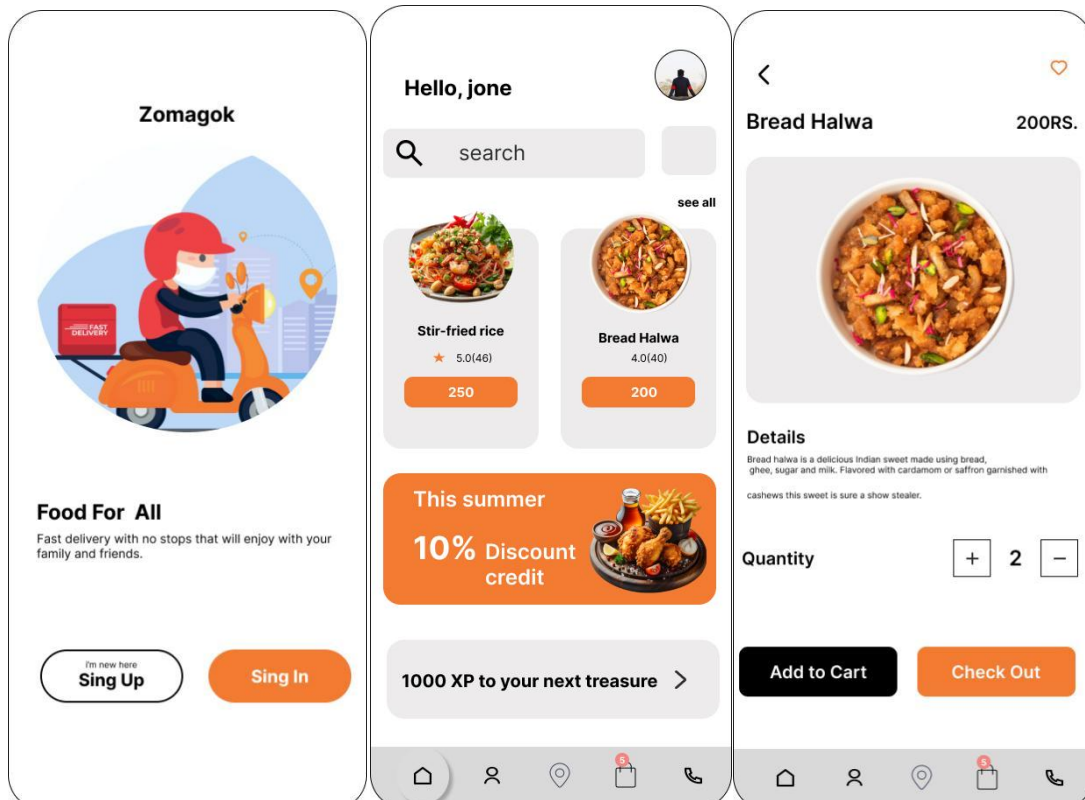 Zomagok
FAST
DELIVERY
Food For All
Fast delivery with no stops that will enjoy with your
family and friends.
i'm new here
Sing Up
Sing In
Hello, jone
search
see all
Stir-fried rice
5.0(46)
250
Bread Halwa
4.0(40)
200
This summer
10% Discount
credit
1000 XP to your next treasure
5
Bread Halwa
200RS.
Details
Bread halwa is a delicious Indian sweet made using bread,
ghee, sugar and milk. Flavored with cardamom or saffron garnished with
cashews this sweet is sure a show stealer.
Quantity
+ 2 −
Add to Cart
Check Out
5